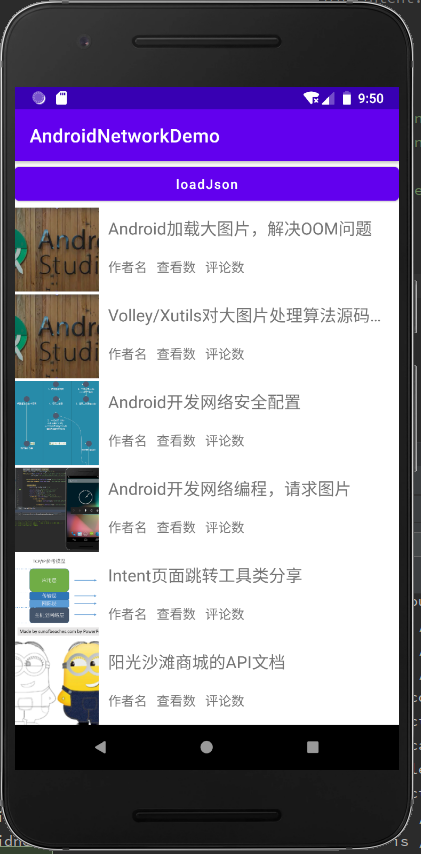 9:50
AndroidNetworkDemo
loadJson
Android加载大图片，解决OOM问题
作者名 查看数 评论数
Volley/Xutils对大图片处理算法源码…
作者名 查看数 评论数
Android开发网络安全配置
作者名 查看数 评论数
Android开发网络编程，请求图片
作者名 查看数 评论数
Intent页面跳转工具类分享
作者名 查看数 评论数
阳光沙滩商城的API文档
作者名 查看数 评论数